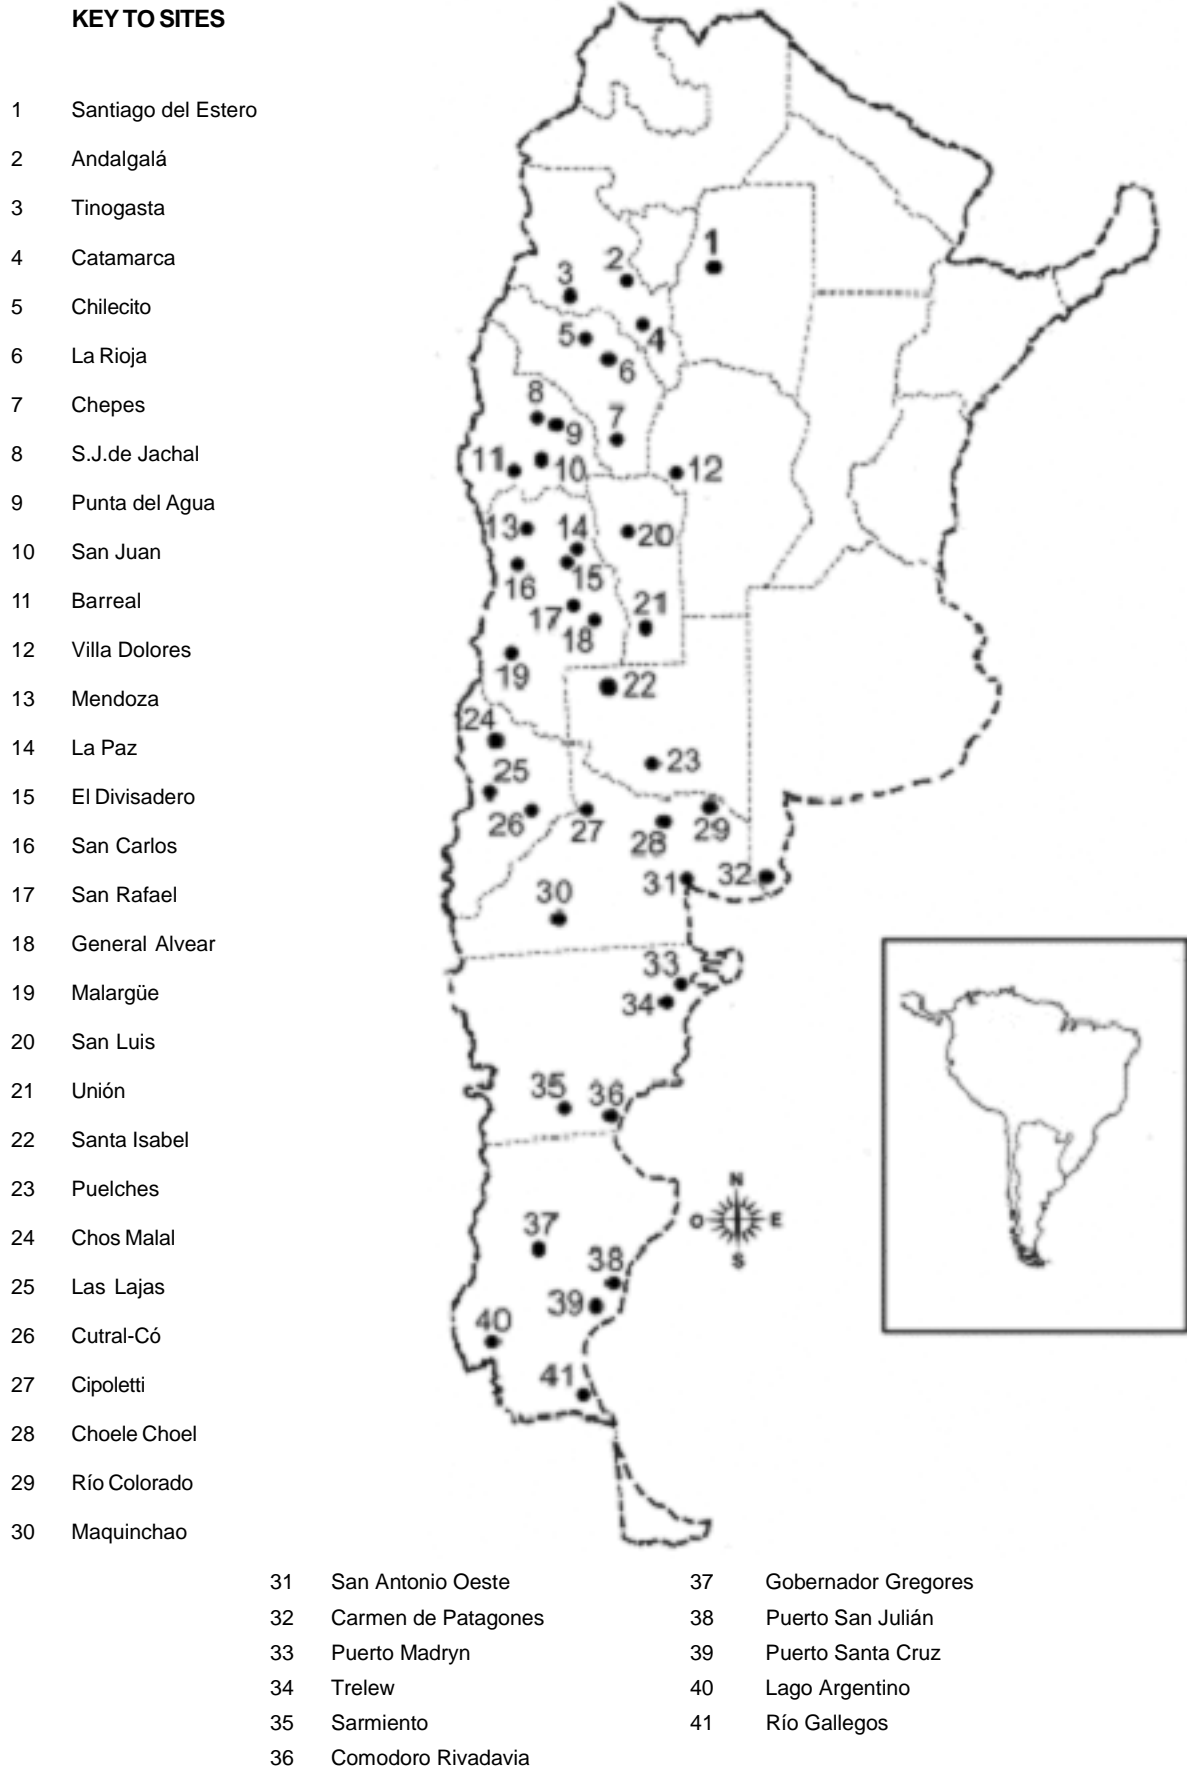 KEY TO SITES
1 Santiago del Estero
2 Andalgalá
3 Tinogasta
4 Catamarca
5 Chilecito
6 La Rioja
7 Chepes
8 S.J.de Jachal
9 Punta del Agua
10 San Juan
11 Barreal
12 Villa Dolores
13 Mendoza
14 La Paz
15 El Divisadero
16 San Carlos
17 San Rafael
18 General Alvear
19 Malargüe
20 San Luis
21 Unión
22 Santa Isabel
23 Puelches
24 Chos Malal
25 Las Lajas
26 Cutral-Có
27 Cipoletti
28 Choele Choel
29 Río Colorado
30 Maquinchao
31 San Antonio Oeste
32 Carmen de Patagones
33 Puerto Madryn
34 Trelew
35 Sarmiento
36 Comodoro Rivadavia
37 Gobernador Gregores
38 Puerto San Julián
39 Puerto Santa Cruz
40 Lago Argentino
41 Río Gallegos
1
2
3
4
5
6
7
8
9
10
11
12
13
14
15
16
17
18
19
20
21
22
23
24
25
26
27
28
29
30
31
32
33
34
35
36
37
38
39
40
41
N
O E
S